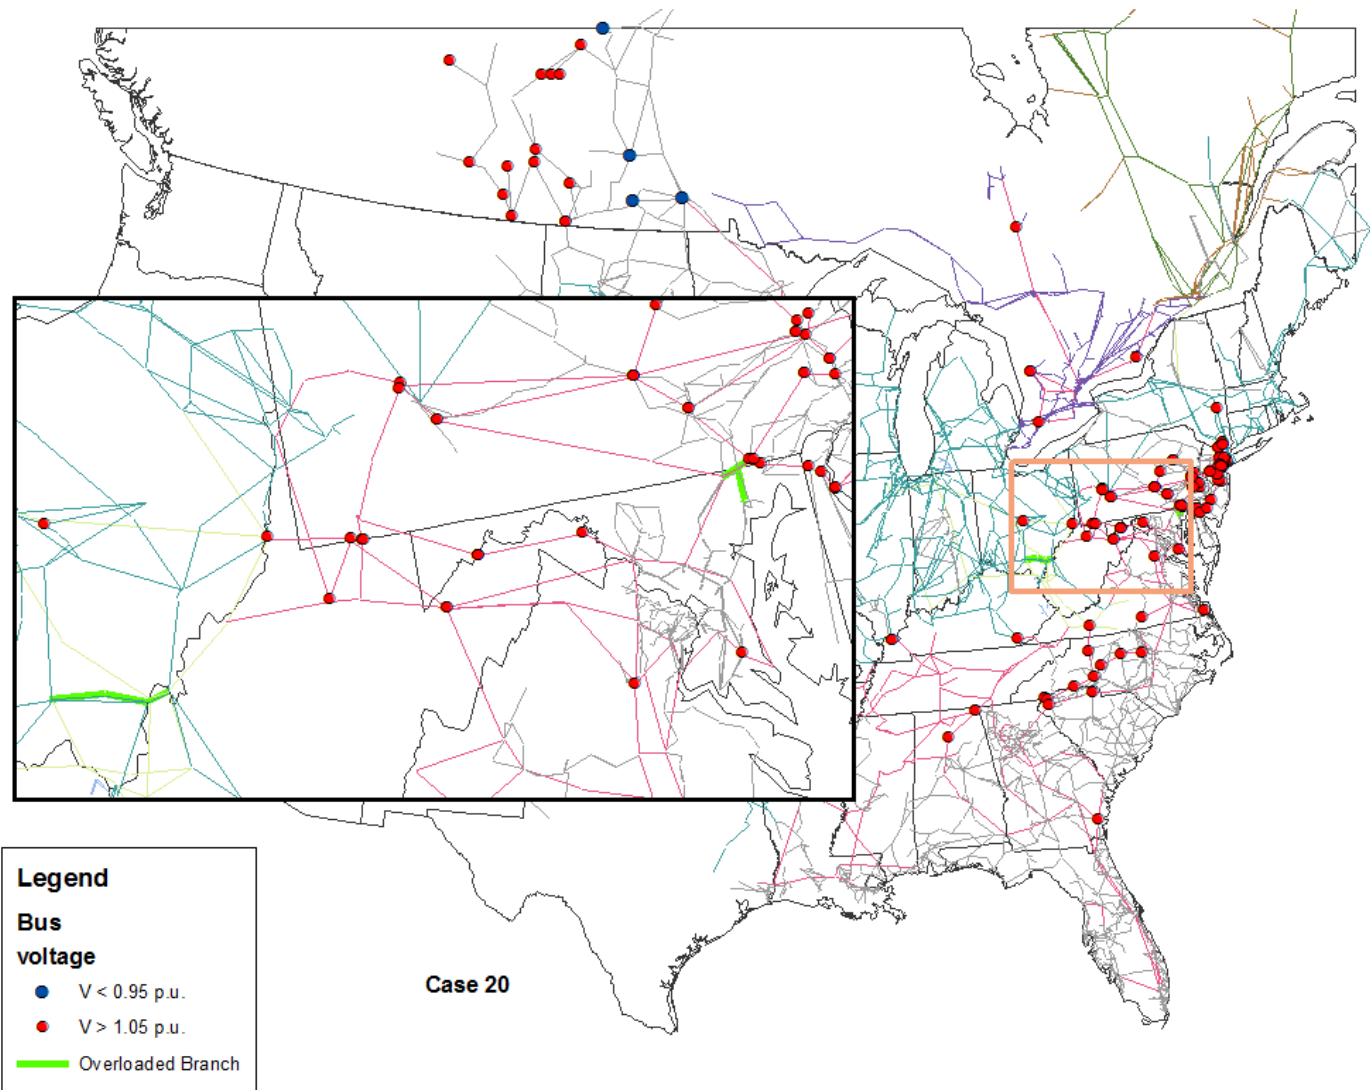 Case 20
Legend
Bus
voltage
V < 0.95 p.u.
V > 1.05 p.u.
Overloaded Branch